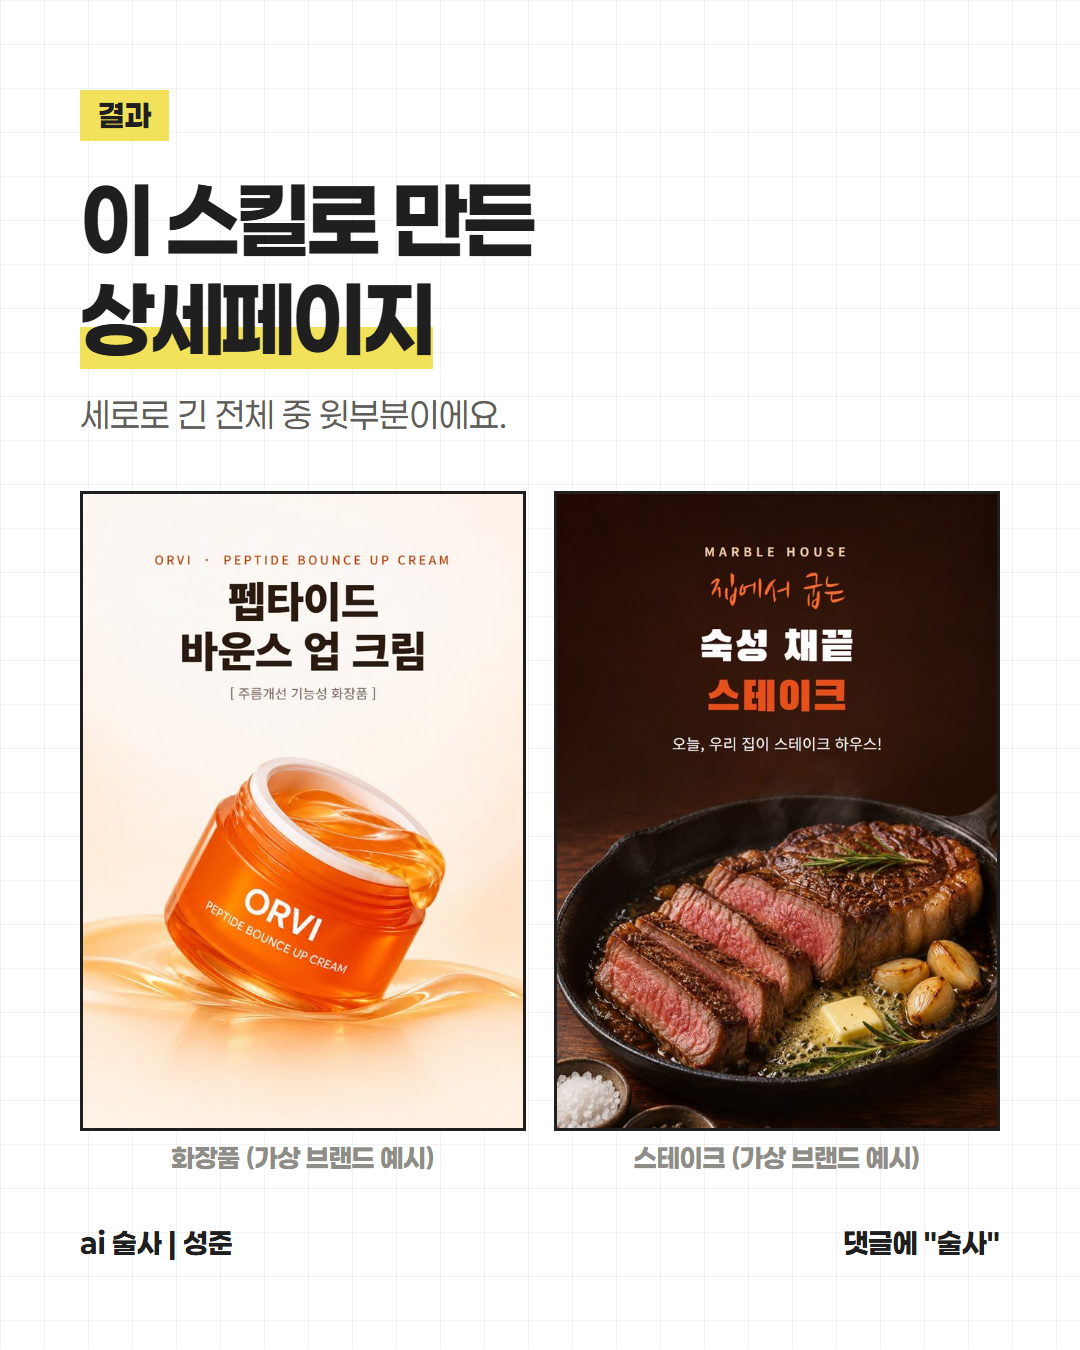 결과
이 스킬로 만든
상세페이지
세로로 긴 전체 중 윗부분이에요.
ORVI · PEPTIDE BOUNCE UP CREAM
펩타이드
바운스 업 크림
[ 주름개선 기능성 화장품 ]
ORVI
PEPTIDE BOUNCE UP CREAM
화장품 (가상 브랜드 예시)
MARBLE HOUSE
집에서 굽는
숙성 채끝
스테이크
오늘, 우리 집이 스테이크 하우스!
스테이크 (가상 브랜드 예시)
ai 술사 | 성준
댓글에 "술사"